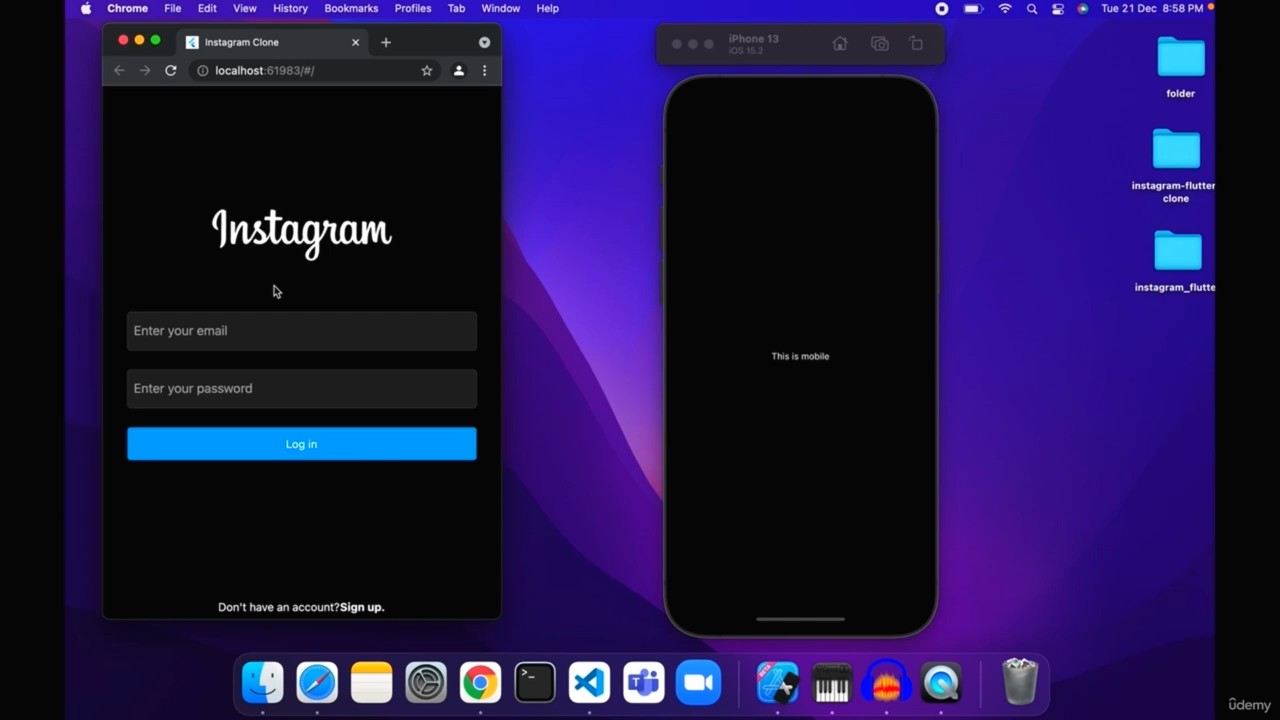 Chrome File Edit View History Bookmarks Profiles Tab Window Help Tue 21 Dec 8:58 PM
Instagram Clone
localhost:61983/#/
Instagram
Enter your email
Enter your password
Log in
Don't have an account?Sign up.
iPhone 13
iOS 15.2
This is mobile
folder
instagram-flutter
clone
instagram_flutte
BETA
>_
T
ûdemy